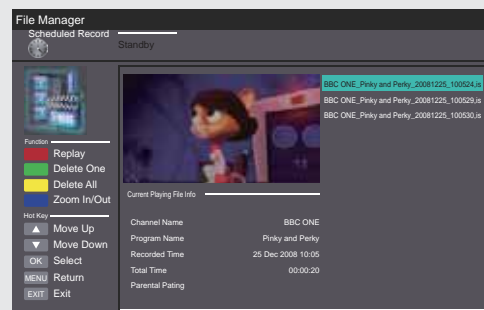 File Manager
Scheduled Record
Standby
Function
Replay
Delete One
Delete All
Zoom In/Out
Hot Key
Move Up
Move Down
OK Select
MENU Return
EXIT Exit
BBC ONE_Pinky and Perky_20081225_100524,is
BBC ONE_Pinky and Perky_20081225_100529,is
BBC ONE_Pinky and Perky_20081225_100530,is
Current Playing File Info
Channel Name BBC ONE
Program Name Pinky and Perky
Recorded Time 25 Dec 2008 10:05
Total Time 00:00:20
Parental Pating